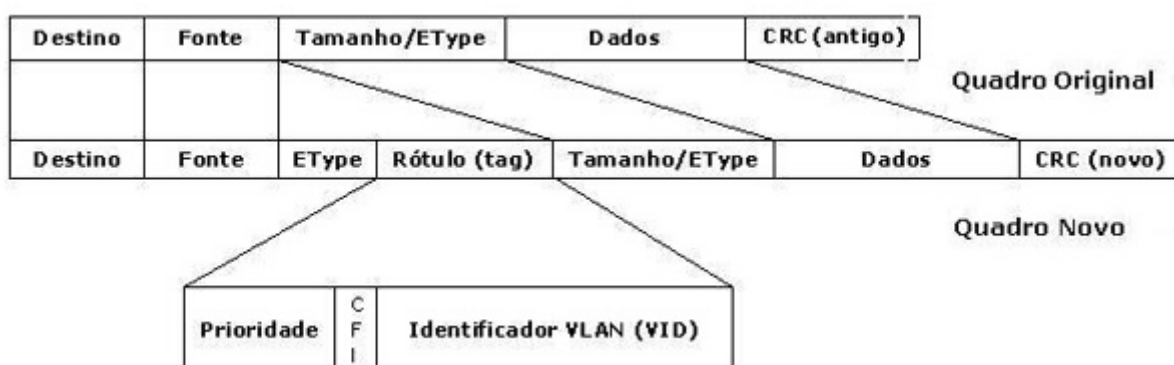 Destino Fonte Tamanho/EType Dados CRC (antigo)
Quadro Original
Destino Fonte EType Rótulo (tag) Tamanho/EType Dados CRC (novo)
Quadro Novo
Prioridade CFI Identificador VLAN (VID)